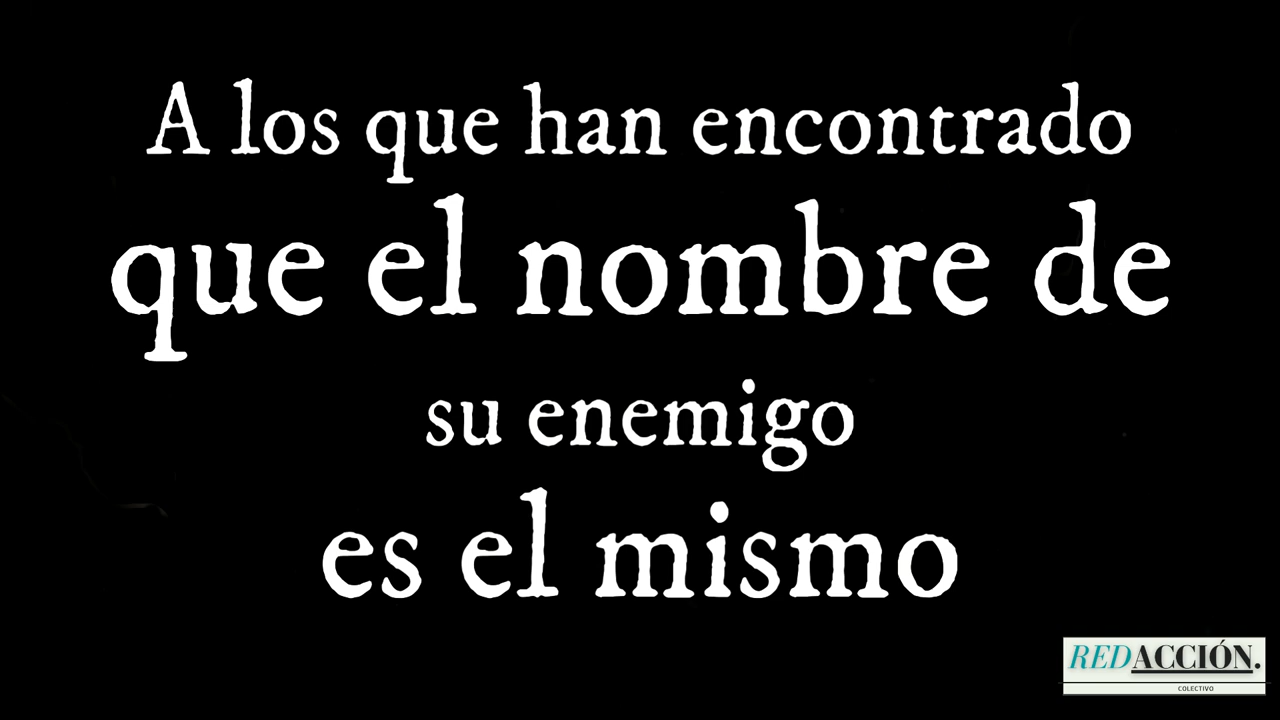 A los que han encontrado
que el nombre de
su enemigo
es el mismo
REDACCIÓN.
COLECTIVO